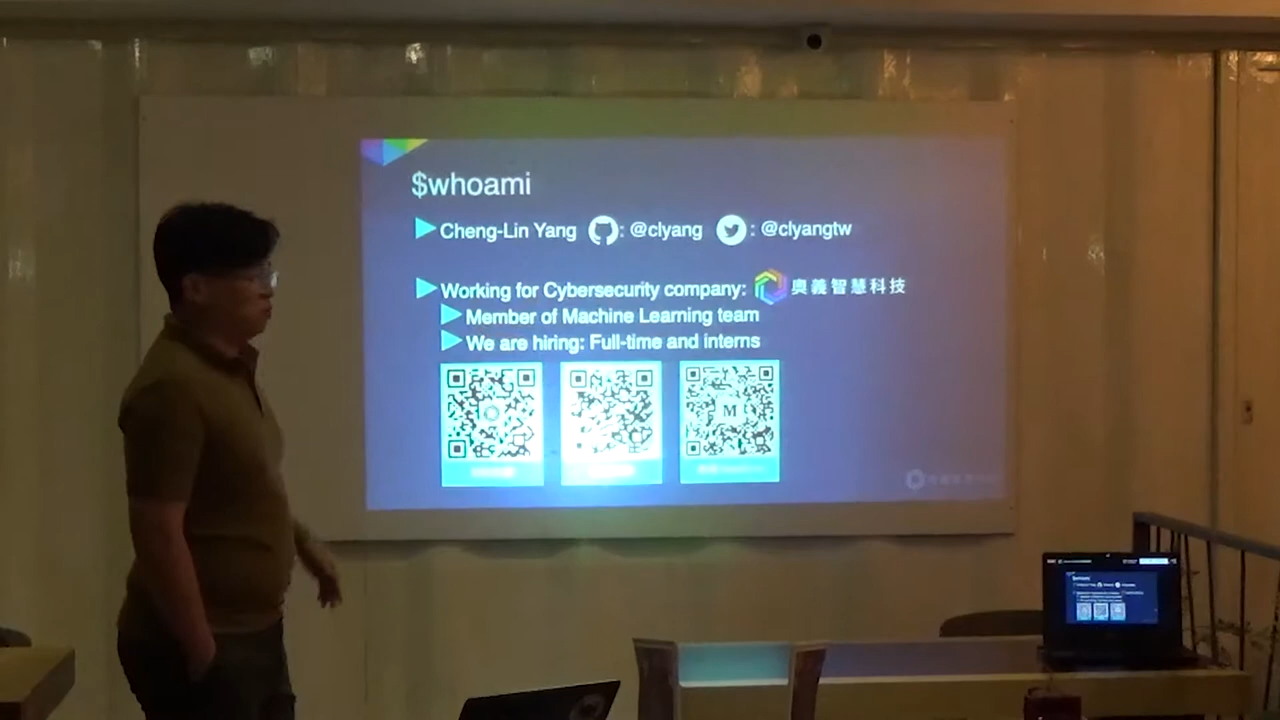 $whoami
Cheng-Lin Yang : @clyang : @clyangtw
Working for Cybersecurity company: 奧義智慧科技
Member of Machine Learning team
We are hiring: Full-time and interns
M